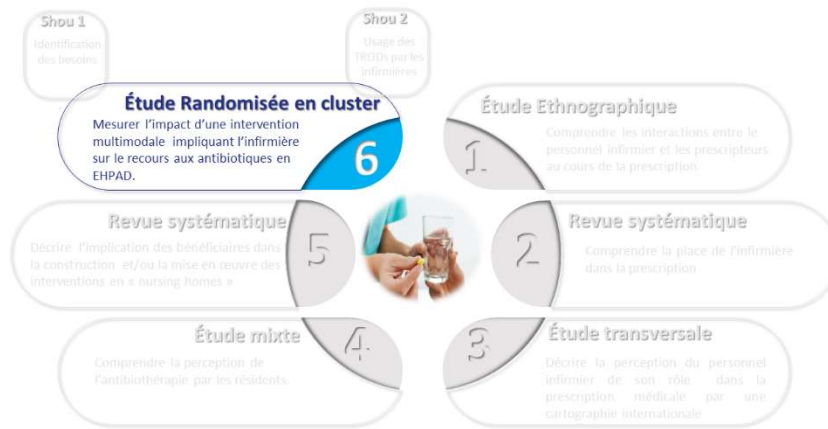 Shou 1
Identification
des besoins
Shou 2
Usage des
TRODs par les
infirmières
Étude Randomisée en cluster
Mesurer l’impact d’une intervention
multimodale impliquant l’infirmière
sur le recours aux antibiotiques en
EHPAD.
6
Étude Ethnographique
Comprendre les interactions entre le
personnel infirmier et les prescripteurs
au cours de la prescription
1
Revue systématique
Décrire l’implication des bénéficiaires dans
la construction et/ou la mise en œuvre des
interventions en « nursing homes »
5
Revue systématique
Comprendre la place de l’infirmière
dans la prescription
2
Étude mixte
Comprendre la perception de
l’antibiothérapie par les résidents.
4
Étude transversale
Décrire la perception du personnel
infirmier de son rôle dans la
prescription médicale par une
cartographie internationale
3